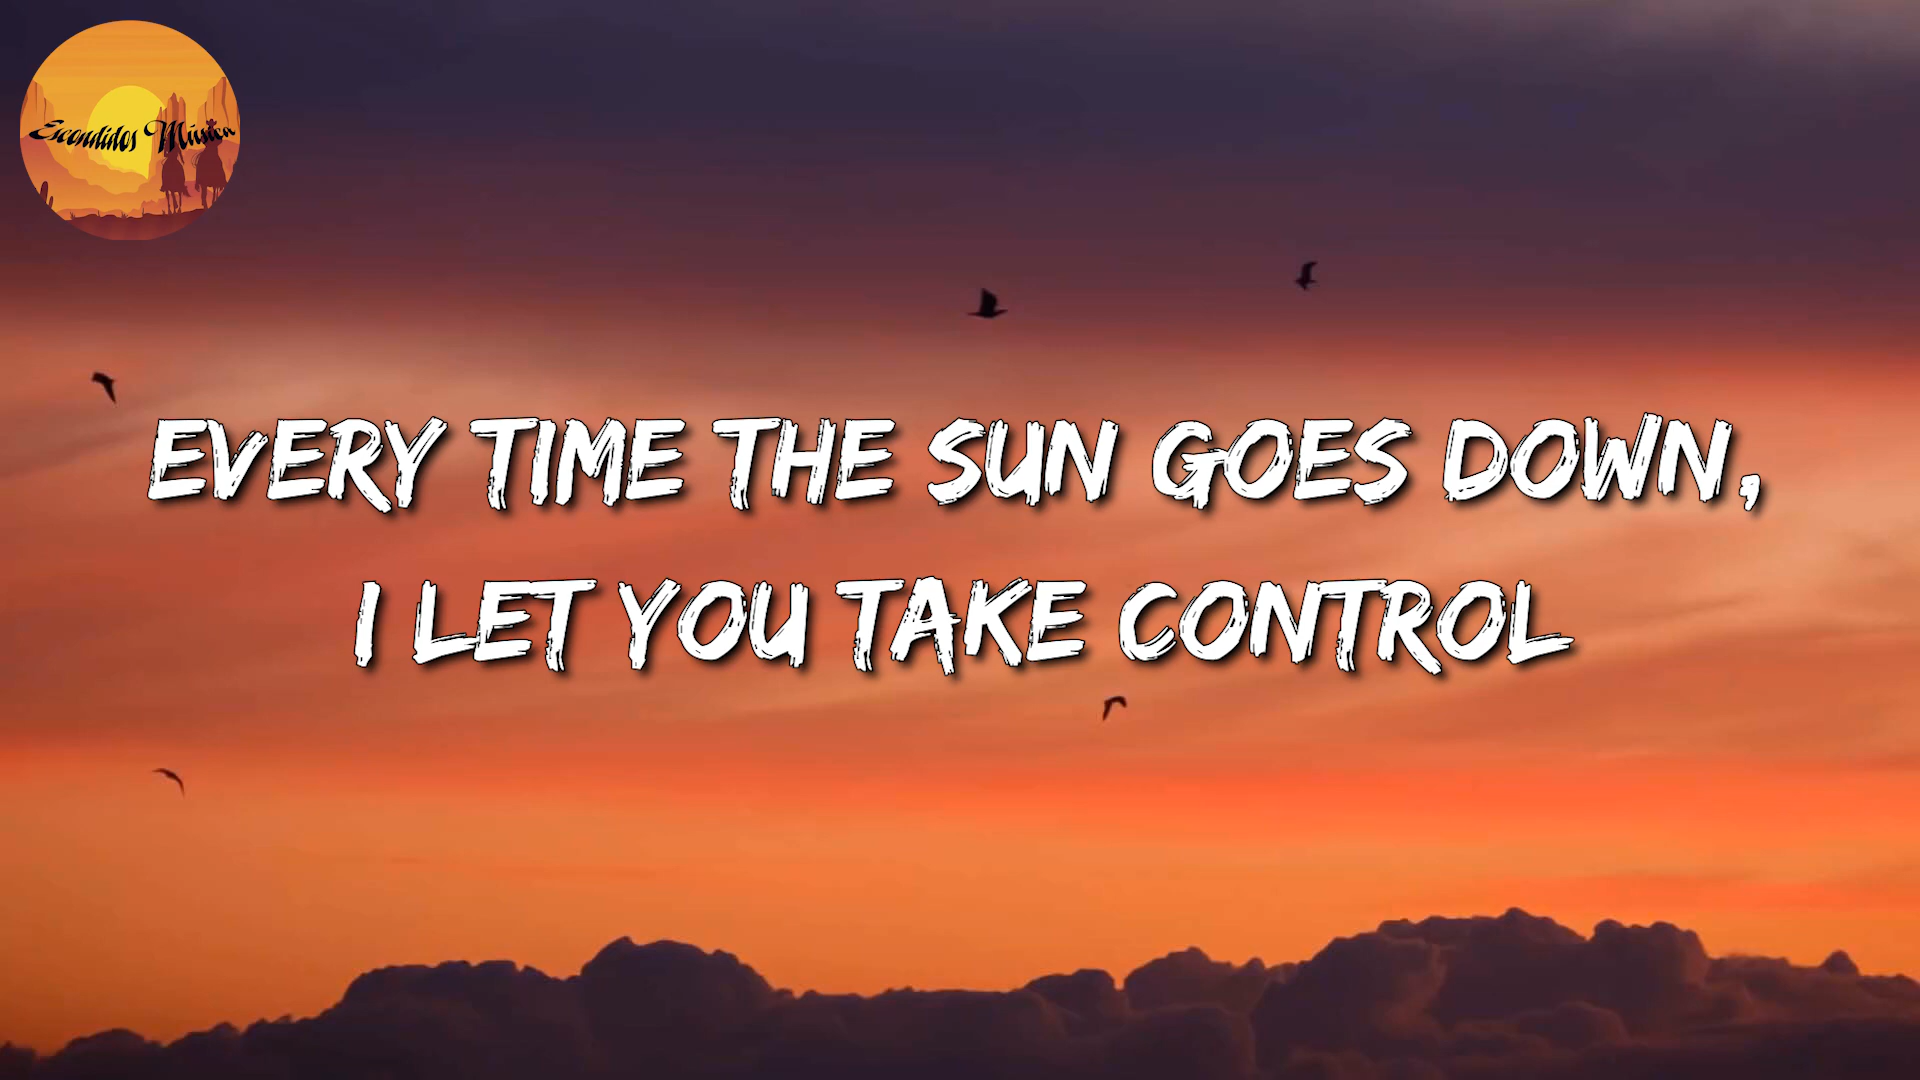 Escondidos Música
EVERY TIME THE SUN GOES DOWN,
I LET YOU TAKE CONTROL